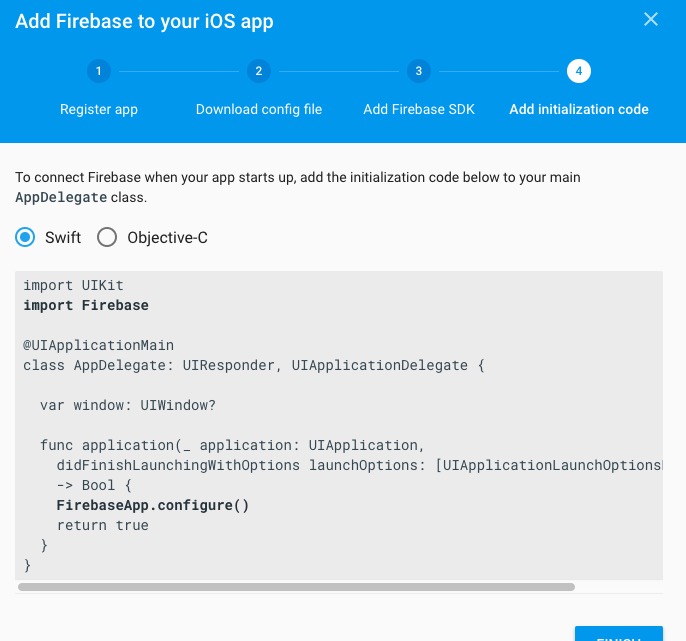 Add Firebase to your iOS app
1
2
3
4
Register app
Download config file
Add Firebase SDK
Add initialization code
To connect Firebase when your app starts up, add the initialization code below to your main
AppDelegate class.
Swift
Objective-C
import UIKit
import Firebase
@UIApplicationMain
class AppDelegate: UIResponder, UIApplicationDelegate {
var window: UIWindow?
func application(_ application: UIApplication,
didFinishLaunchingWithOptions launchOptions: [UIApplicationLaunchOptions
-> Bool {
FirebaseApp.configure()
return true
}
}
FINISH